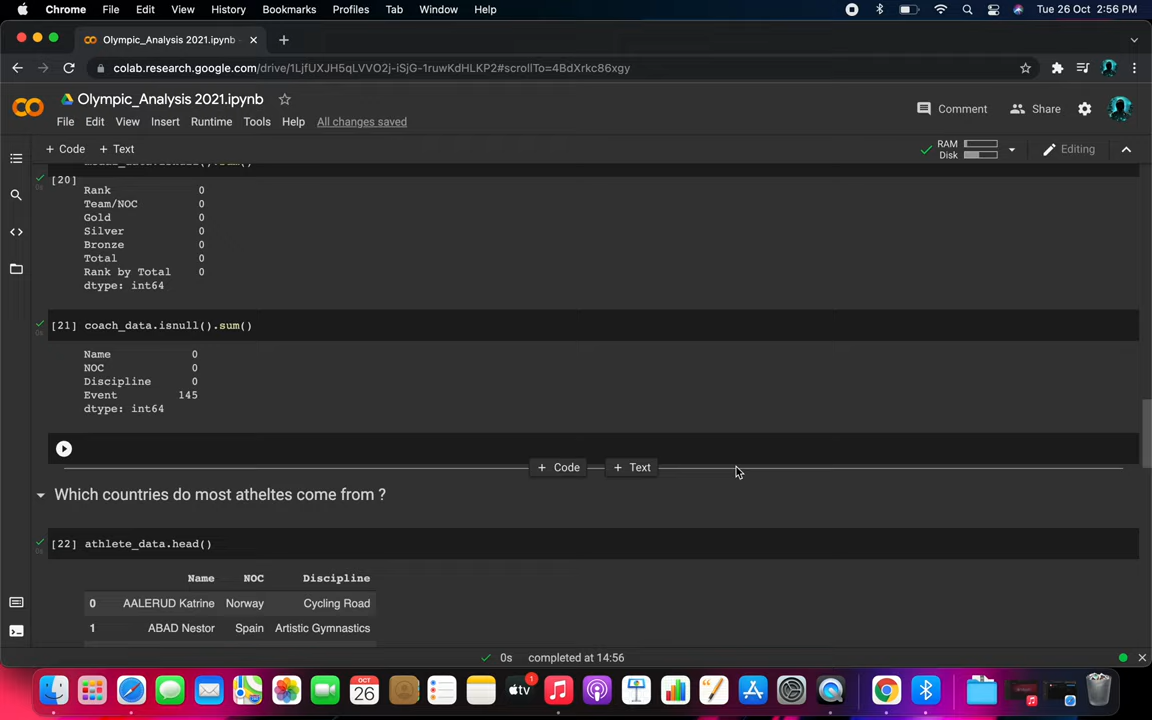 Chrome File Edit View History Bookmarks Profiles Tab Window Help Tue 26 Oct 2:56 PM
Olympic_Analysis 2021.ipynb
colab.research.google.com/drive/1LjfUXJH5qLVVO2j-iSjG-1ruwKdHLKP2#scrollTo=4BdXrkc86xgy
Olympic_Analysis 2021.ipynb
Comment Share
File Edit View Insert Runtime Tools Help All changes saved
+ Code + Text RAM Disk Editing
[20]
Rank 0
Team/NOC 0
Gold 0
Silver 0
Bronze 0
Total 0
Rank by Total 0
dtype: int64
[21] coach_data.isnull().sum()
Name 0
NOC 0
Discipline 0
Event 145
dtype: int64
+ Code + Text
Which countries do most atheltes come from ?
[22] athlete_data.head()
Name NOC Discipline
0 AALERUD Katrine Norway Cycling Road
1 ABAD Nestor Spain Artistic Gymnastics
0s completed at 14:56
OCT
26
tv
1